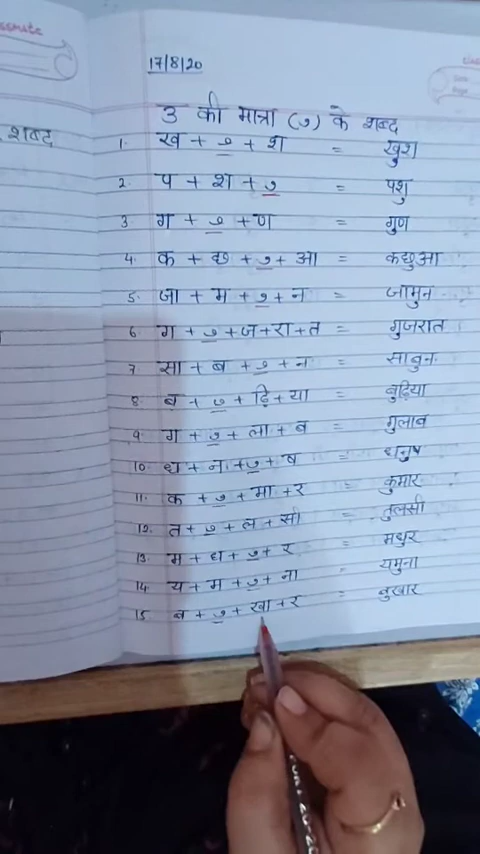 classmate
17/8/20
उ की मात्रा (ु) के शब्द
शब्द
1. ख + ु + श = खुश
2. प + श + ु = पशु
3. ग + ु + ण = गुण
4. क + छ + ु + आ = कछुआ
5. जा + म + ु + न = जामुन
6. ग + ु + ज + रा + त = गुजरात
7. सा + ब + ु + न = साबुन
8. ब + ु + ढ़ि + या = बुढ़िया
9. ग + ु + ला + ब = गुलाब
10. ध + न + ु + ष = धनुष
11. क + ु + मा + र = कुमार
12. त + ु + ल + सी = तुलसी
13. म + ध + ु + र = मधुर
14. य + म + ु + ना = यमुना
15. ब + ु + खा + र = बुखार